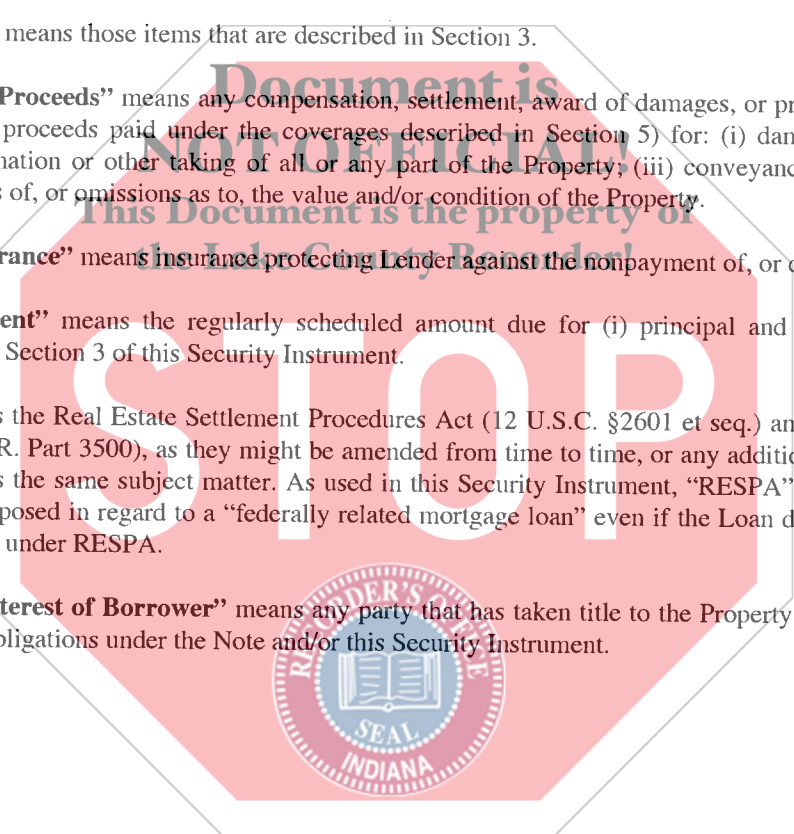 means those items that are described in Section 3.
Document is
Proceeds” means any compensation, settlement, award of damages, or
proceeds paid under the coverages described in Section 5) for: (i)
NOT OFFICIAL!
or other taking of all or any part of the Property; (iii)
of, or omissions as to, the value and/or condition of the Property.
This Document is the property of
the Lake County Recorder!
means insurance protecting Lender against the nonpayment of, or
means the regularly scheduled amount due for (i) principal and
Section 3 of this Security Instrument.
STOP
the Real Estate Settlement Procedures Act (12 U.S.C. §2601 et seq.)
R. Part 3500), as they might be amended from time to time, or any
the same subject matter. As used in this Security Instrument, “RESPA”
posed in regard to a “federally related mortgage loan” even if the Loan
under RESPA.
terest of Borrower” means any party that has taken title to the Property
bligations under the Note and/or this Security Instrument.
RECORDER'S OFFICE
SEAL
INDIANA